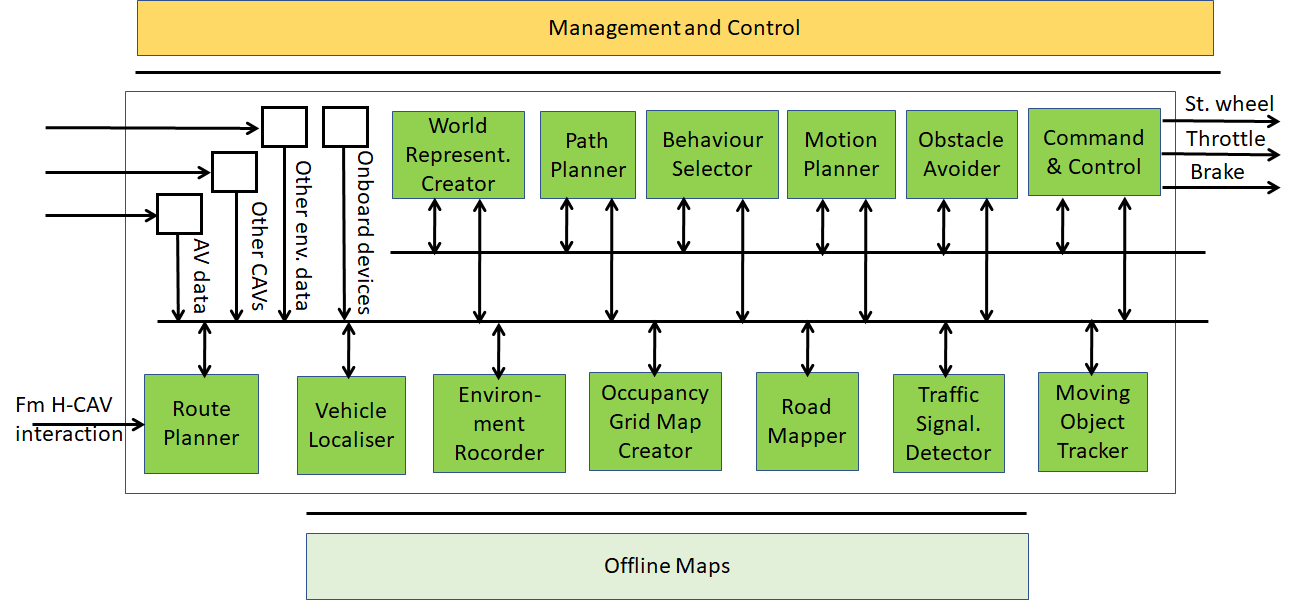 Management and Control
St. wheel
Throttle
Brake
Other env. data
Onboard devices
Other CAVs
AV data
World
Represent.
Creator
Path
Planner
Behaviour
Selector
Motion
Planner
Obstacle
Avoider
Command
& Control
Fm H-CAV
interaction
Route
Planner
Vehicle
Localiser
Environ-
ment
Rocorder
Occupancy
Grid Map
Creator
Road
Mapper
Traffic
Signal.
Detector
Moving
Object
Tracker
Offline Maps